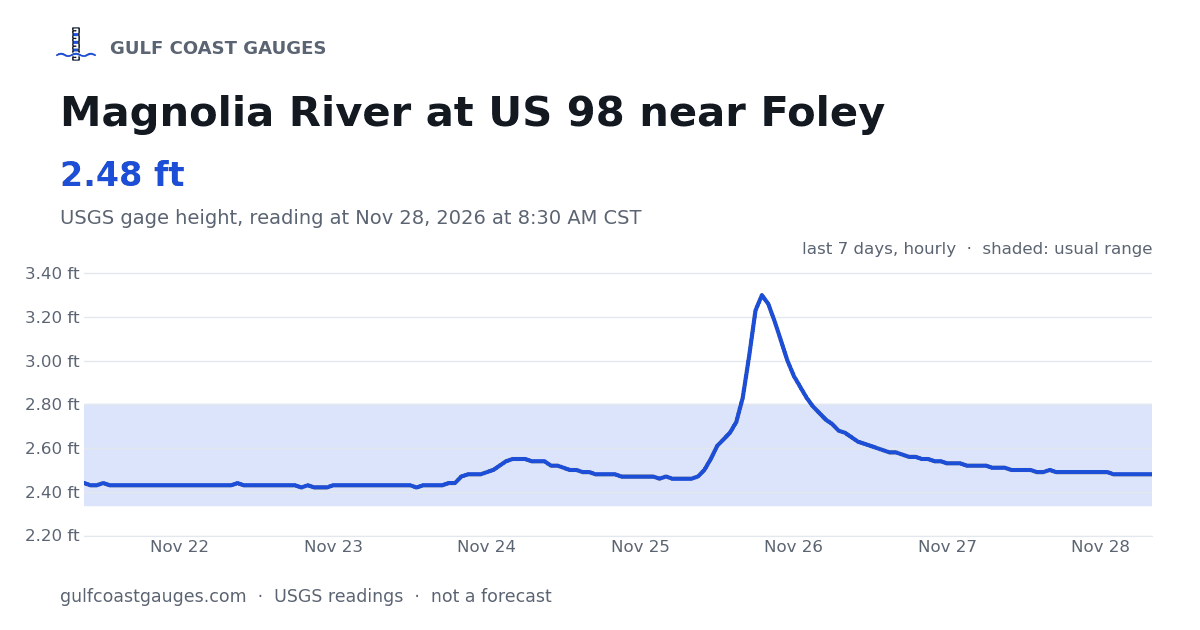 GULF COAST GAUGES
Magnolia River at US 98 near Foley
2.48 ft
USGS gage height, reading at Nov 28, 2026 at 8:30 AM CST
last 7 days, hourly · shaded: usual range
3.40 ft
3.20 ft
3.00 ft
2.80 ft
2.60 ft
2.40 ft
2.20 ft
Nov 22 Nov 23 Nov 24 Nov 25 Nov 26 Nov 27 Nov 28
gulfcoastgauges.com · USGS readings · not a forecast